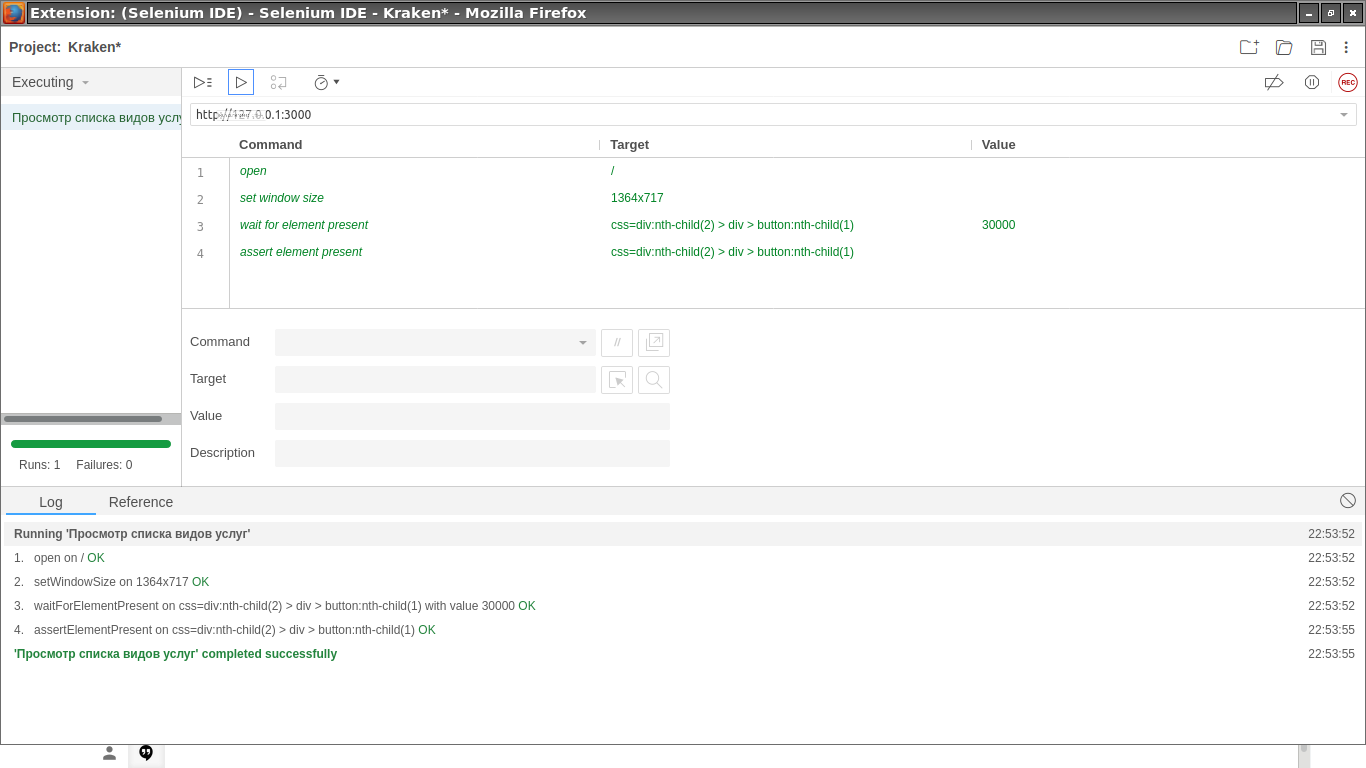 Extension: (Selenium IDE) - Selenium IDE - Kraken* - Mozilla Firefox
Project: Kraken*
Executing
REC
Просмотр списка видов услу
http://127.0.0.1:3000
Command Target Value
1 open /
2 set window size 1364x717
3 wait for element present css=div:nth-child(2) > div > button:nth-child(1) 30000
4 assert element present css=div:nth-child(2) > div > button:nth-child(1)
Command //
Target
Value
Description
Runs: 1 Failures: 0
Log Reference
Running 'Просмотр списка видов услуг' 22:53:52
1. open on / OK 22:53:52
2. setWindowSize on 1364x717 OK 22:53:52
3. waitForElementPresent on css=div:nth-child(2) > div > button:nth-child(1) with value 30000 OK 22:53:52
4. assertElementPresent on css=div:nth-child(2) > div > button:nth-child(1) OK 22:53:55
'Просмотр списка видов услуг' completed successfully 22:53:55